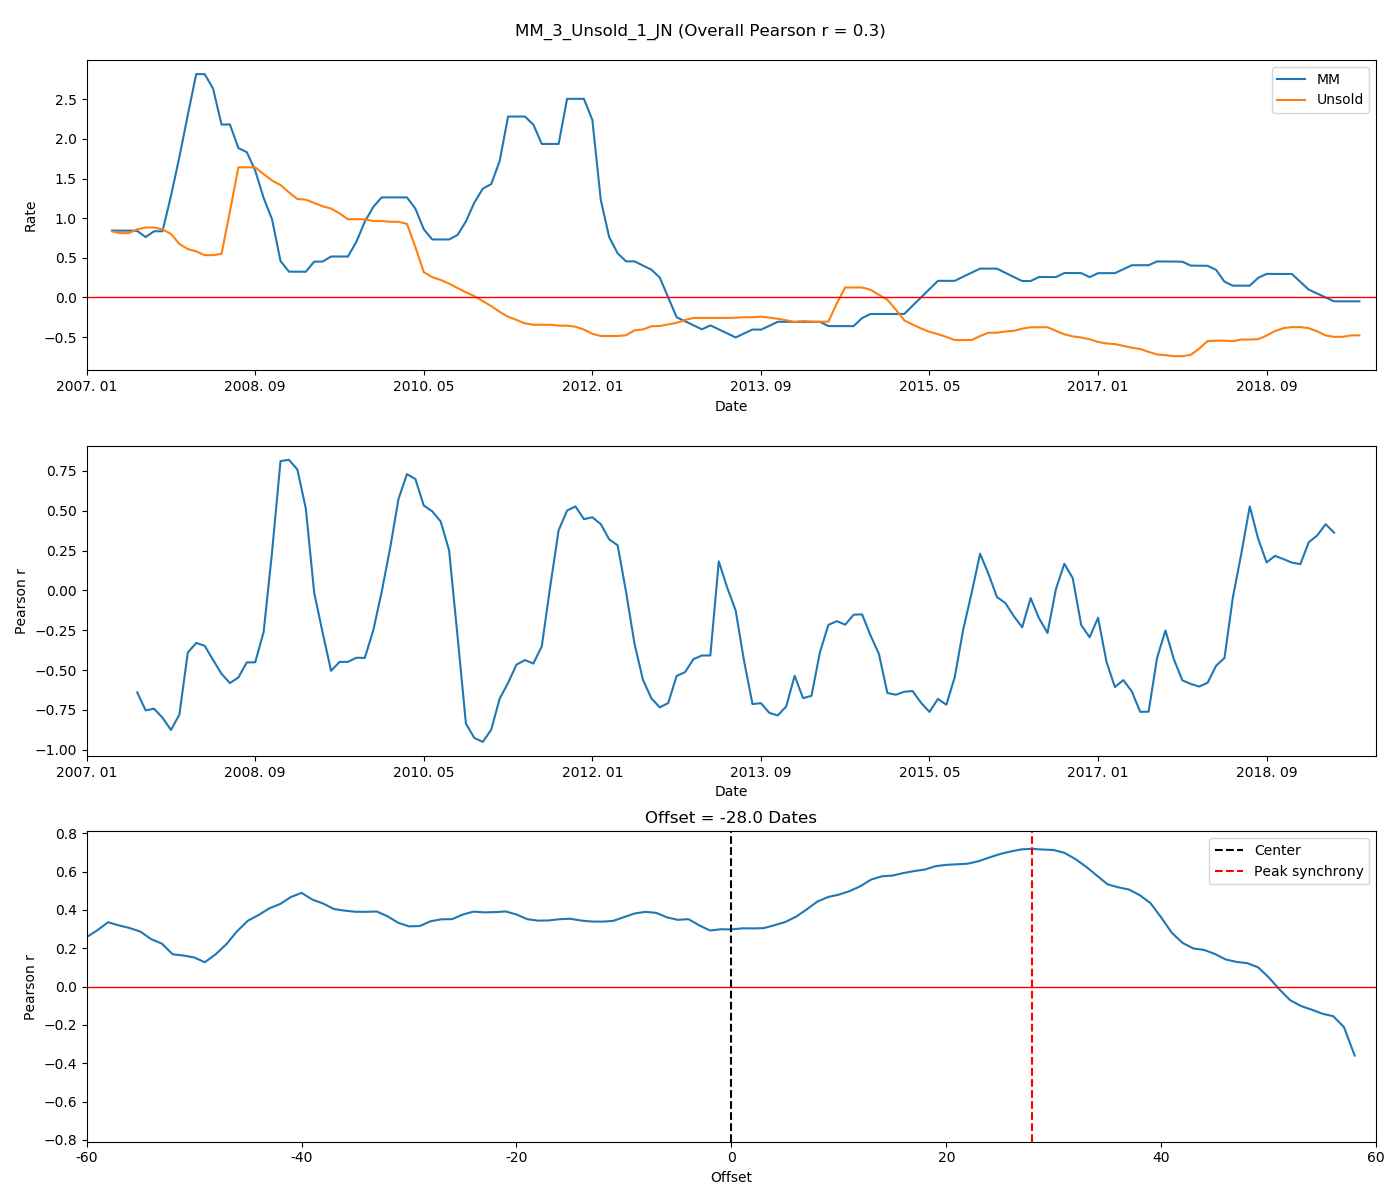 MM_3_Unsold_1_JN (Overall Pearson r = 0.3)
MM
Unsold
2.5
2.0
1.5
1.0
0.5
0.0
−0.5
Rate
2007. 01 2008. 09 2010. 05 2012. 01 2013. 09 2015. 05 2017. 01 2018. 09
Date
0.75
0.50
0.25
0.00
−0.25
−0.50
−0.75
−1.00
Pearson r
2007. 01 2008. 09 2010. 05 2012. 01 2013. 09 2015. 05 2017. 01 2018. 09
Date
Offset = -28.0 Dates
Center
Peak synchrony
0.8
0.6
0.4
0.2
0.0
−0.2
−0.4
−0.6
−0.8
Pearson r
-60 -40 -20 0 20 40 60
Offset